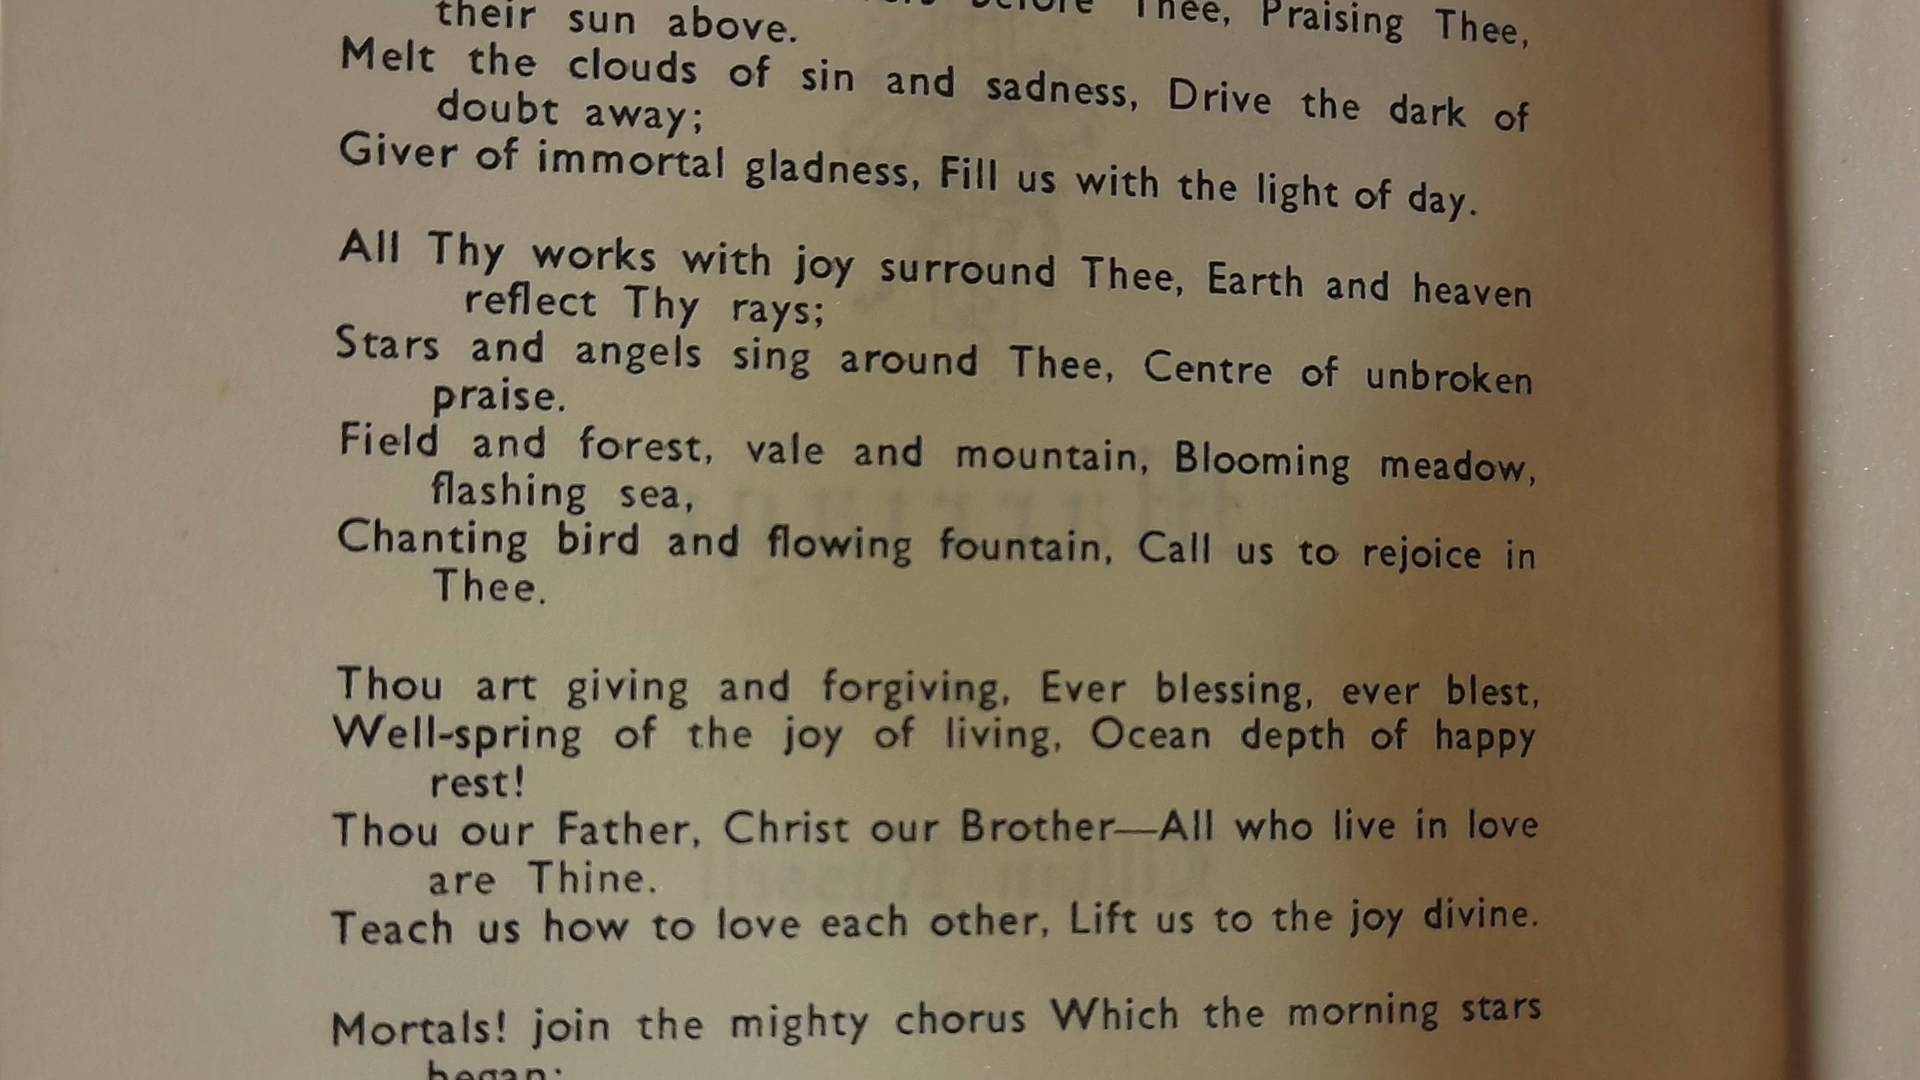 before Thee, Praising Thee,
their sun above.
Melt the clouds of sin and sadness, Drive the dark of
doubt away;
Giver of immortal gladness, Fill us with the light of day.
All Thy works with joy surround Thee, Earth and heaven
reflect Thy rays;
Stars and angels sing around Thee, Centre of unbroken
praise.
Field and forest, vale and mountain, Blooming meadow,
flashing sea,
Chanting bird and flowing fountain, Call us to rejoice in
Thee.
Thou art giving and forgiving, Ever blessing, ever blest,
Well-spring of the joy of living, Ocean depth of happy
rest!
Thou our Father, Christ our Brother—All who live in love
are Thine.
Teach us how to love each other, Lift us to the joy divine.
Mortals! join the mighty chorus Which the morning stars
began;